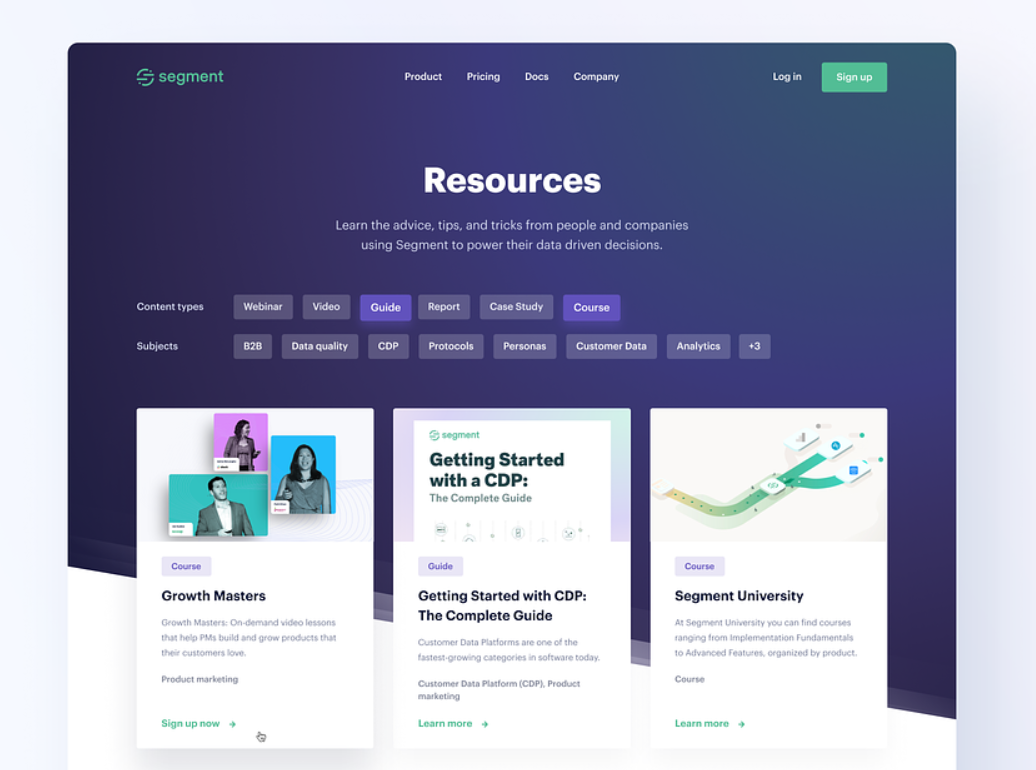 segment
Product Pricing Docs Company
Log in Sign up
Resources
Learn the advice, tips, and tricks from people and companies
using Segment to power their data driven decisions.
Content types Webinar Video Guide Report Case Study Course
Subjects B2B Data quality CDP Protocols Personas Customer Data Analytics +3
Course
Growth Masters
Growth Masters: On-demand video lessons
that help PMs build and grow products that
their customers love.
Product marketing
Sign up now →
segment
Getting Started
with a CDP:
The Complete Guide
Guide
Getting Started with CDP:
The Complete Guide
Customer Data Platforms are one of the
fastest-growing categories in software today.
Customer Data Platform (CDP), Product
marketing
Learn more →
Course
Segment University
At Segment University you can find courses
ranging from Implementation Fundamentals
to Advanced Features, organized by product.
Course
Learn more →